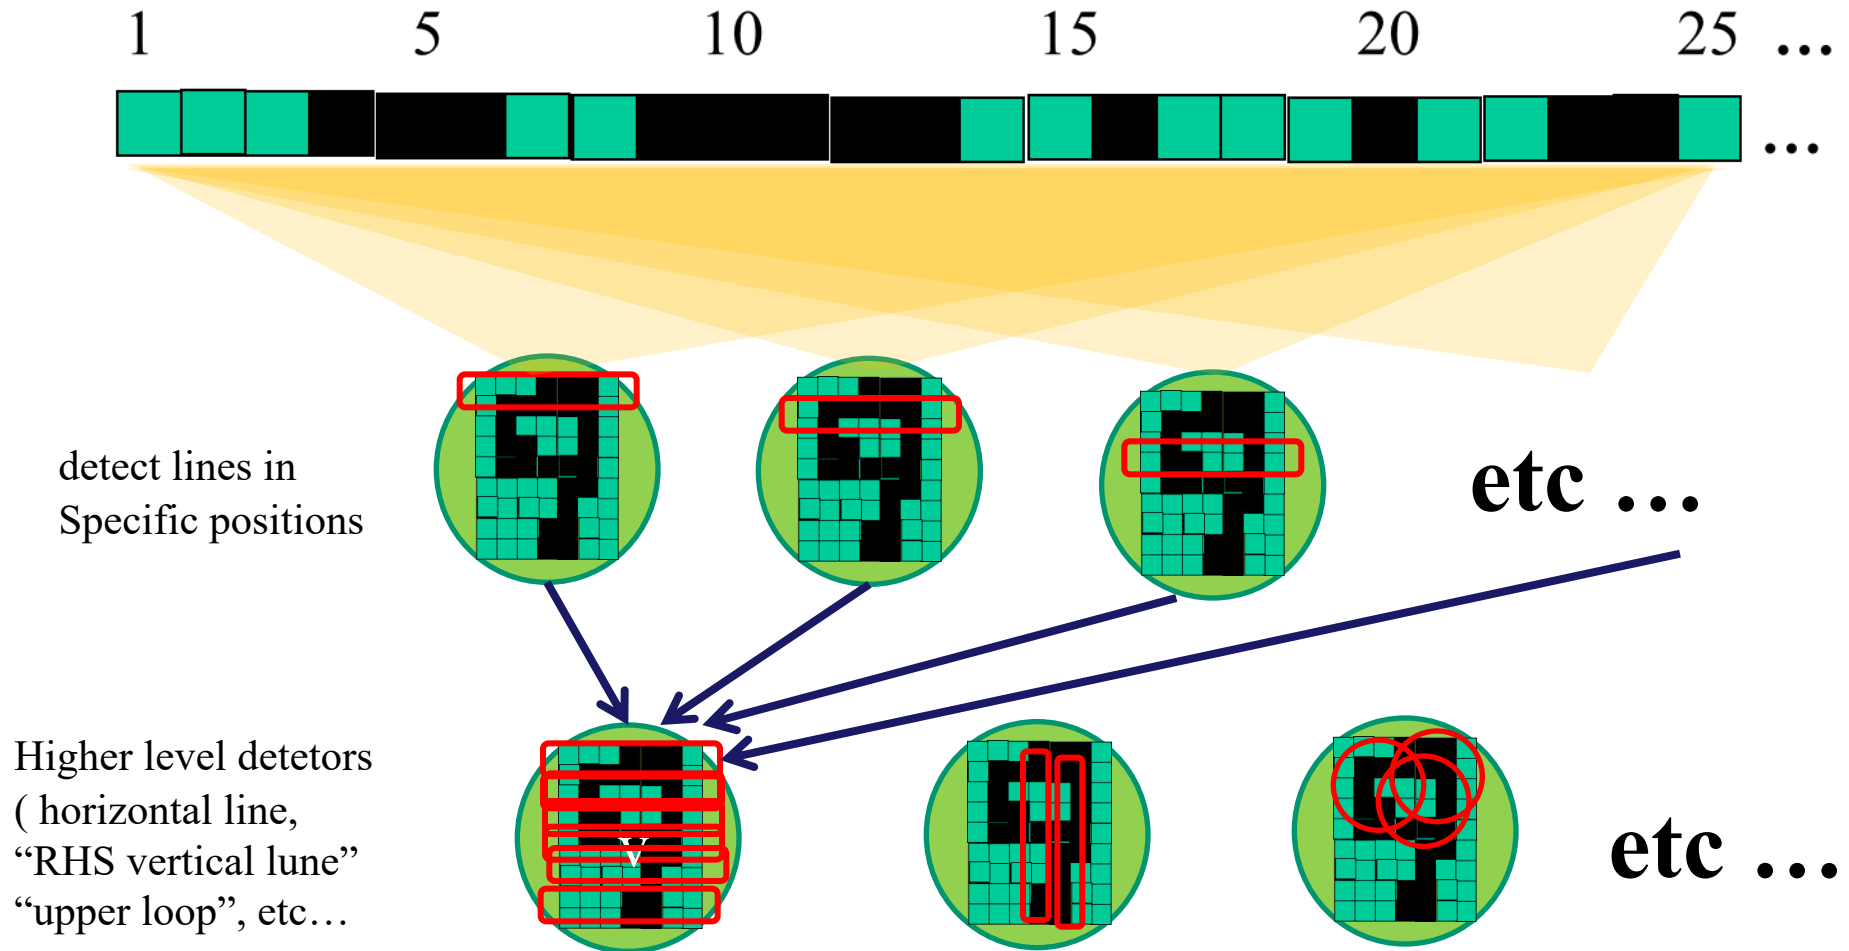 1 5 10 15 20 25 …
…
detect lines in
Specific positions
etc …
Higher level detetors
( horizontal line,
“RHS vertical lune”
“upper loop”, etc…
v
etc …